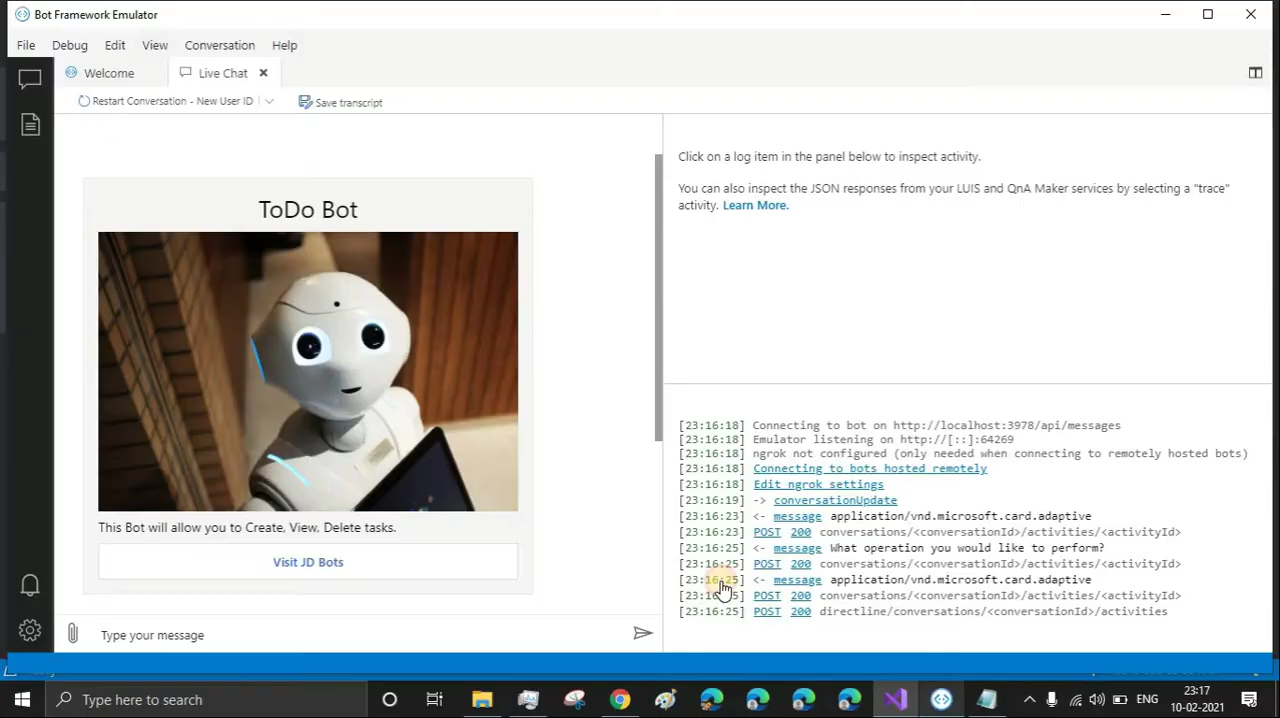 Bot Framework Emulator
File Debug Edit View Conversation Help
Welcome Live Chat
Restart Conversation - New User ID Save transcript
Click on a log item in the panel below to inspect activity.
You can also inspect the JSON responses from your LUIS and QnA Maker services by selecting a "trace"
activity. Learn More.
ToDo Bot
This Bot will allow you to Create, View, Delete tasks.
Visit JD Bots
Type your message
[23:16:18] Connecting to bot on http://localhost:3978/api/messages
[23:16:18] Emulator listening on http://[::]:64269
[23:16:18] ngrok not configured (only needed when connecting to remotely hosted bots)
[23:16:18] Connecting to bots hosted remotely
[23:16:18] Edit ngrok settings
[23:16:19] -> conversationUpdate
[23:16:23] <- message application/vnd.microsoft.card.adaptive
[23:16:23] POST 200 conversations/<conversationId>/activities/<activityId>
[23:16:25] <- message What operation you would like to perform?
[23:16:25] POST 200 conversations/<conversationId>/activities/<activityId>
[23:16:25] <- message application/vnd.microsoft.card.adaptive
[23:16:25] POST 200 conversations/<conversationId>/activities/<activityId>
[23:16:25] POST 200 directline/conversations/<conversationId>/activities
Type here to search
ENG
23:17
10-02-2021